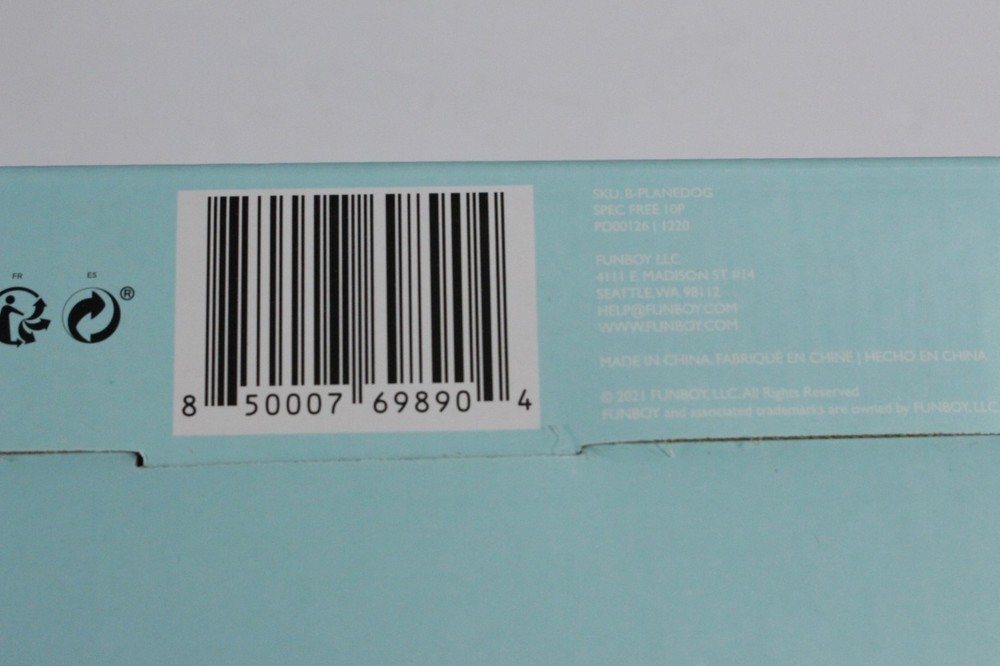 FR
ES
®
8 50007 69890 4
SKU: B-PLANEDOG
SPEC FREE 10P
PD00126 | 1220
FUNBOY LLC
4111 E. MADISON ST. #14
SEATTLE, WA 98112
HELP@FUNBOY.COM
WWW.FUNBOY.COM
MADE IN CHINA. FABRIQUE EN CHINE | HECHO EN CHINA
© 2021 FUNBOY, LLC. All Rights Reserved
FUNBOY and associated trademarks are owned by FUNBOY, LLC